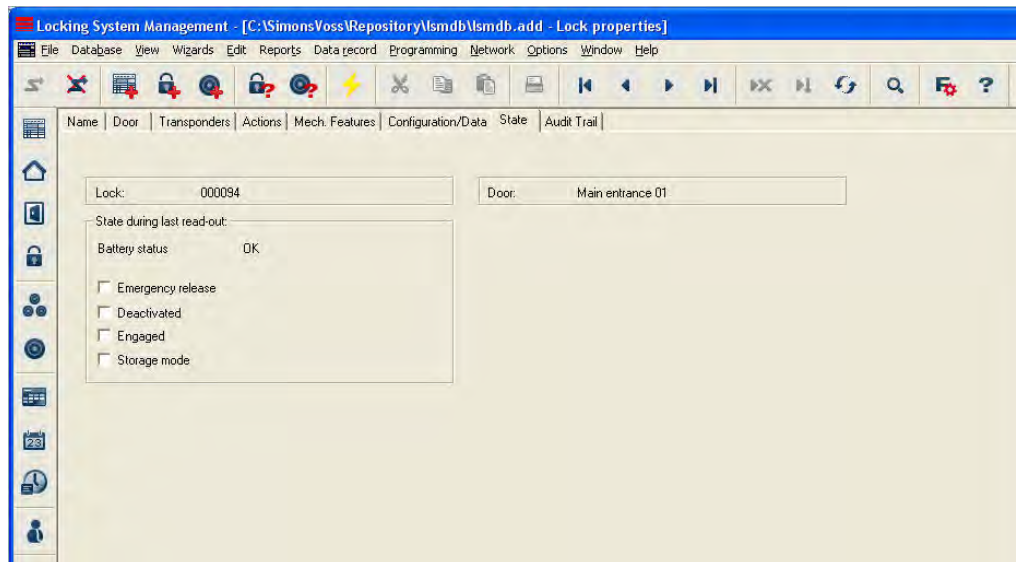 Locking System Management - [C:\SimonsVoss\Repository\lsmdb\lsmdb.add - Lock properties]
File Database View Wizards Edit Reports Data record Programming Network Options Window Help
Name Door Transponders Actions Mech. Features Configuration/Data State Audit Trail
Lock: 000094 Door: Main entrance 01
State during last read-out:
Battery status OK
Emergency release
Deactivated
Engaged
Storage mode
23